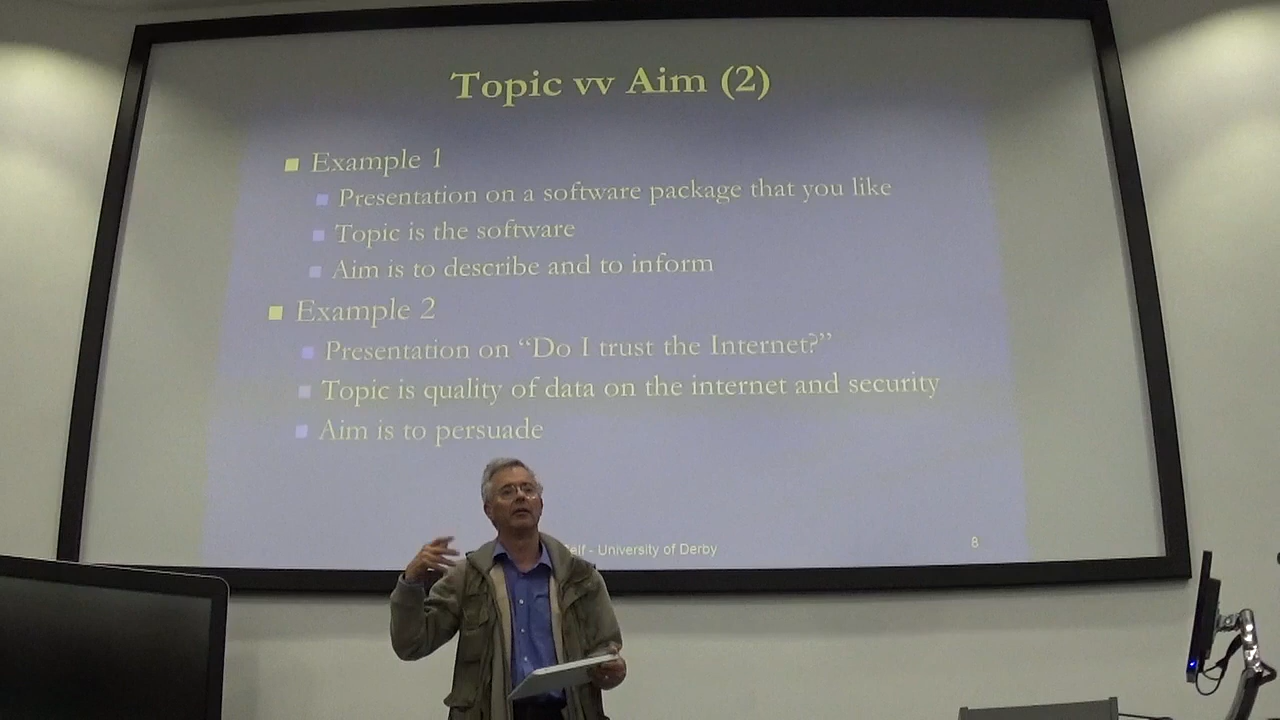 Topic vv Aim (2)
Example 1
Presentation on a software package that you like
Topic is the software
Aim is to describe and to inform
Example 2
Presentation on “Do I trust the Internet?”
Topic is quality of data on the internet and security
Aim is to persuade
- University of Derby
8